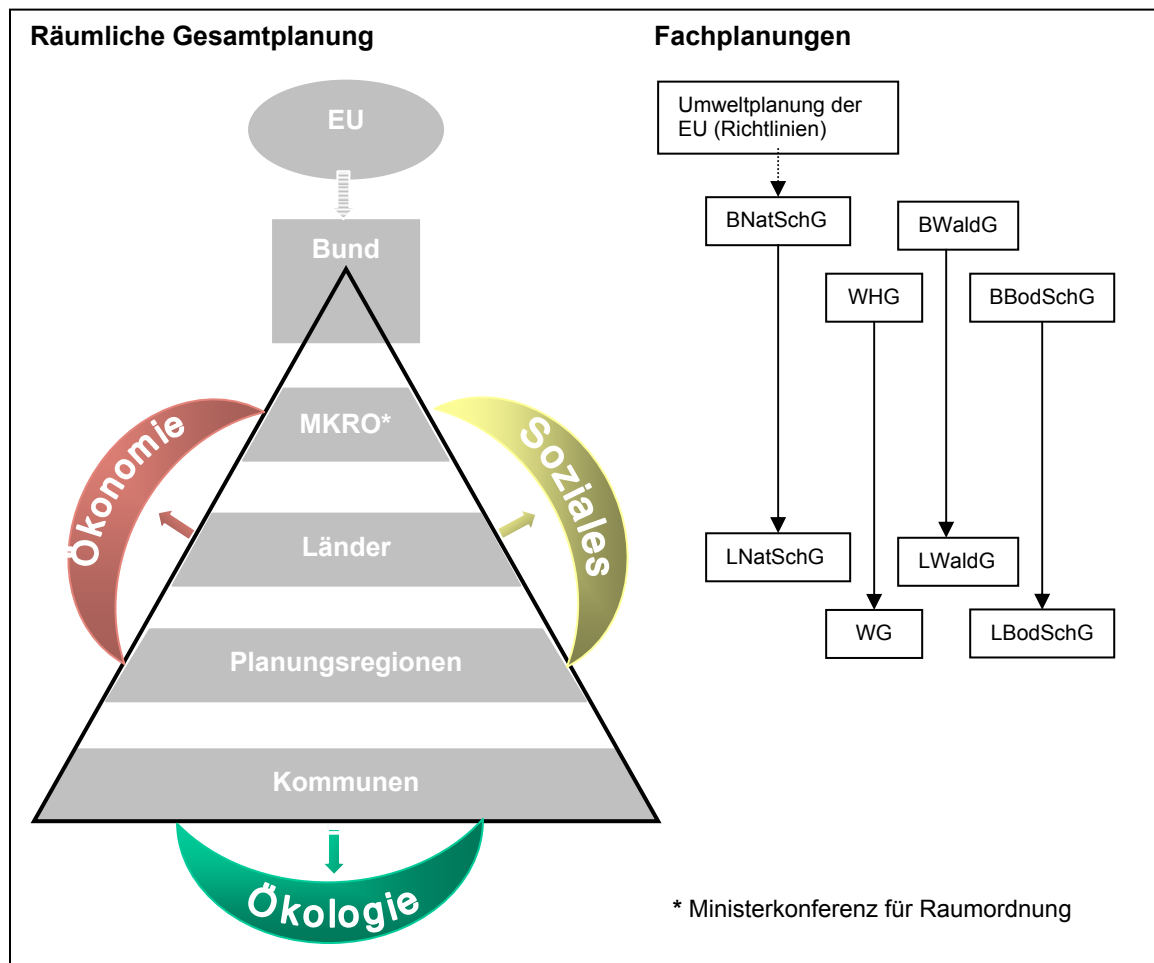 Räumliche Gesamtplanung
EU
Bund
MKRO*
Länder
Planungsregionen
Kommunen
Ökonomie
Soziales
Ökologie
Fachplanungen
Umweltplanung der
EU (Richtlinien)
BNatSchG
BWaldG
WHG
BBodSchG
LNatSchG
LWaldG
WG
LBodSchG
* Ministerkonferenz für Raumordnung